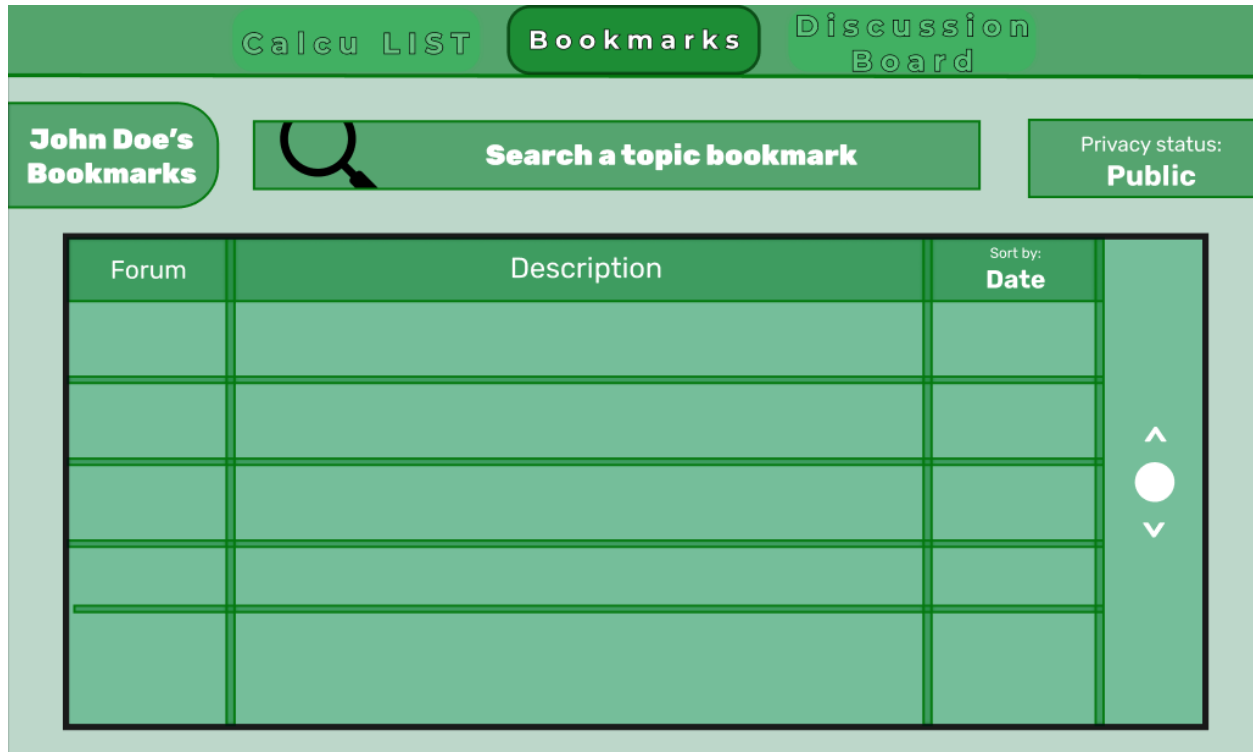 Calcu LIST
Bookmarks
Discussion
Board
John Doe's
Bookmarks
Search a topic bookmark
Privacy status:
Public
Forum
Description
Sort by:
Date